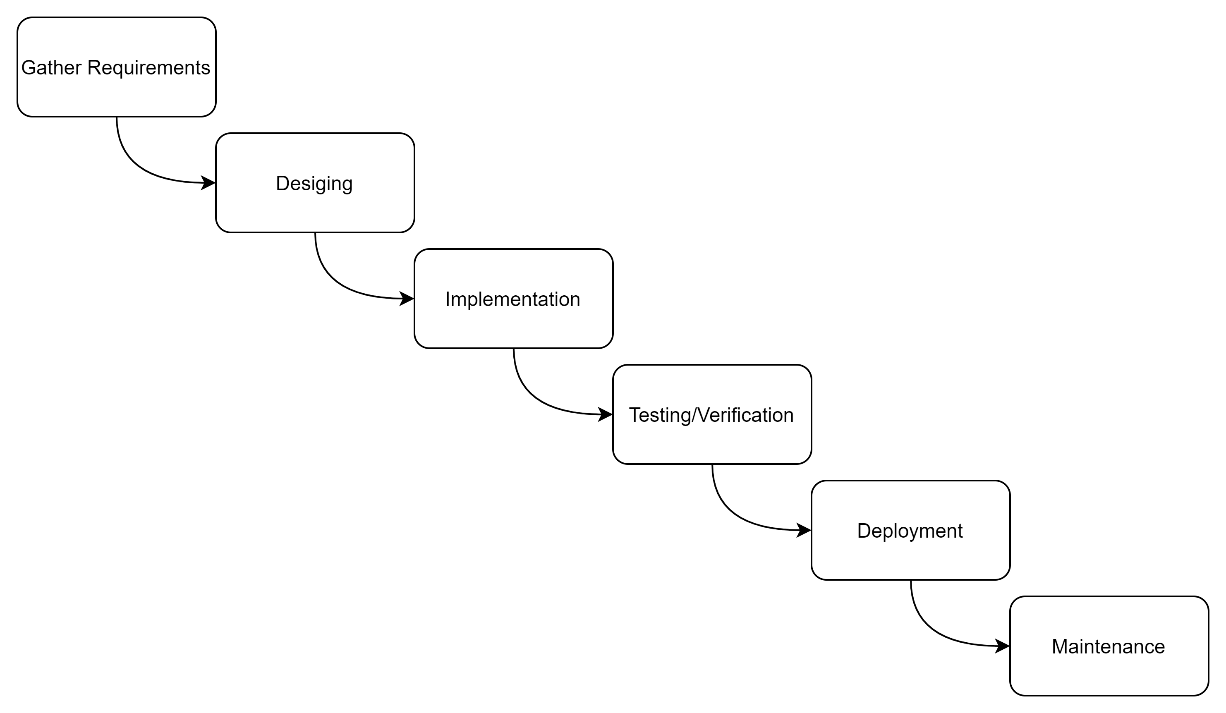 Gather Requirements
Desiging
Implementation
Testing/Verification
Deployment
Maintenance